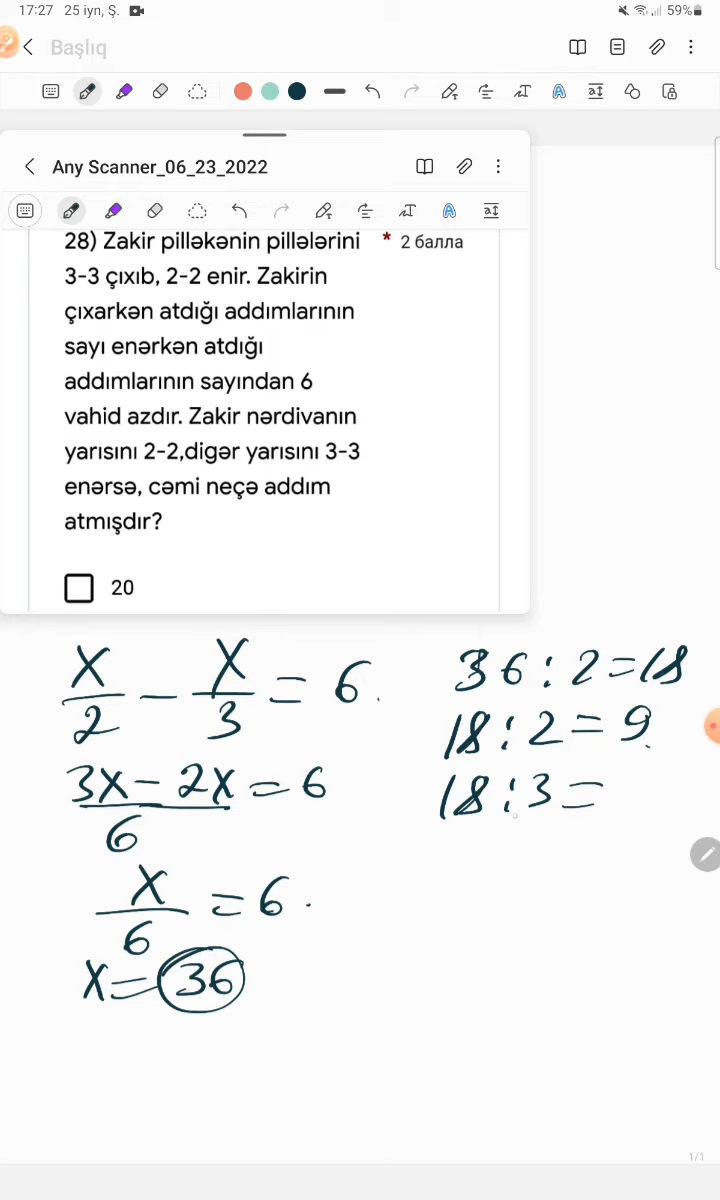 17:27 25 iyn, Ş. 59%
Başlıq
Any Scanner_06_23_2022
28) Zakir pilləkənin pillələrini * 2 балла
3-3 çıxıb, 2-2 enir. Zakirin
çıxarkən atdığı addımlarının
sayı enərkən atdığı
addımlarının sayından 6
vahid azdır. Zakir nərdivanın
yarısını 2-2,digər yarısını 3-3
enərsə, cəmi neçə addım
atmışdır?
20
x/2 - x/3 = 6.
3x - 2x/6 = 6
x/6 = 6.
x = 36
36 : 2 = 18
18 : 2 = 9.
18 : 3 =
1/1